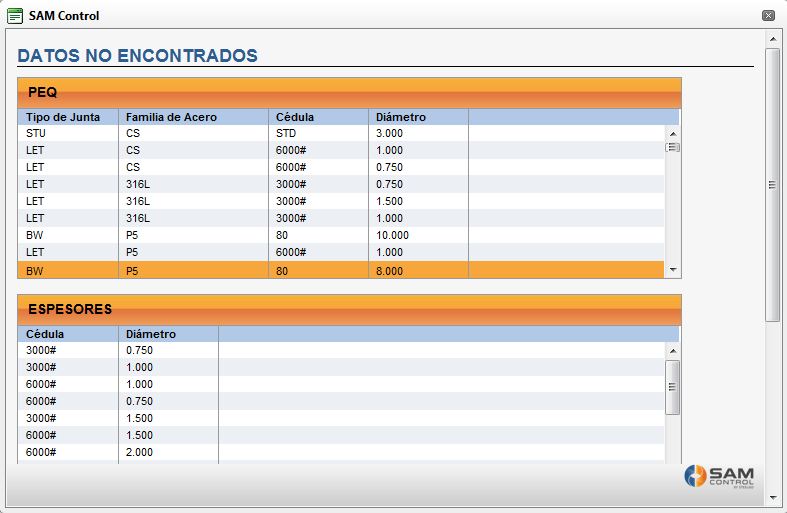 SAM Control
DATOS NO ENCONTRADOS
PEQ
Tipo de Junta Familia de Acero Cédula Diámetro
STU CS STD 3.000
LET CS 6000# 1.000
LET CS 6000# 0.750
LET 316L 3000# 0.750
LET 316L 3000# 1.500
LET 316L 3000# 1.000
BW P5 80 10.000
LET P5 6000# 1.000
BW P5 80 8.000
ESPESORES
Cédula Diámetro
3000# 0.750
3000# 1.000
6000# 1.000
6000# 0.750
3000# 1.500
6000# 1.500
6000# 2.000
SAM
CONTROL